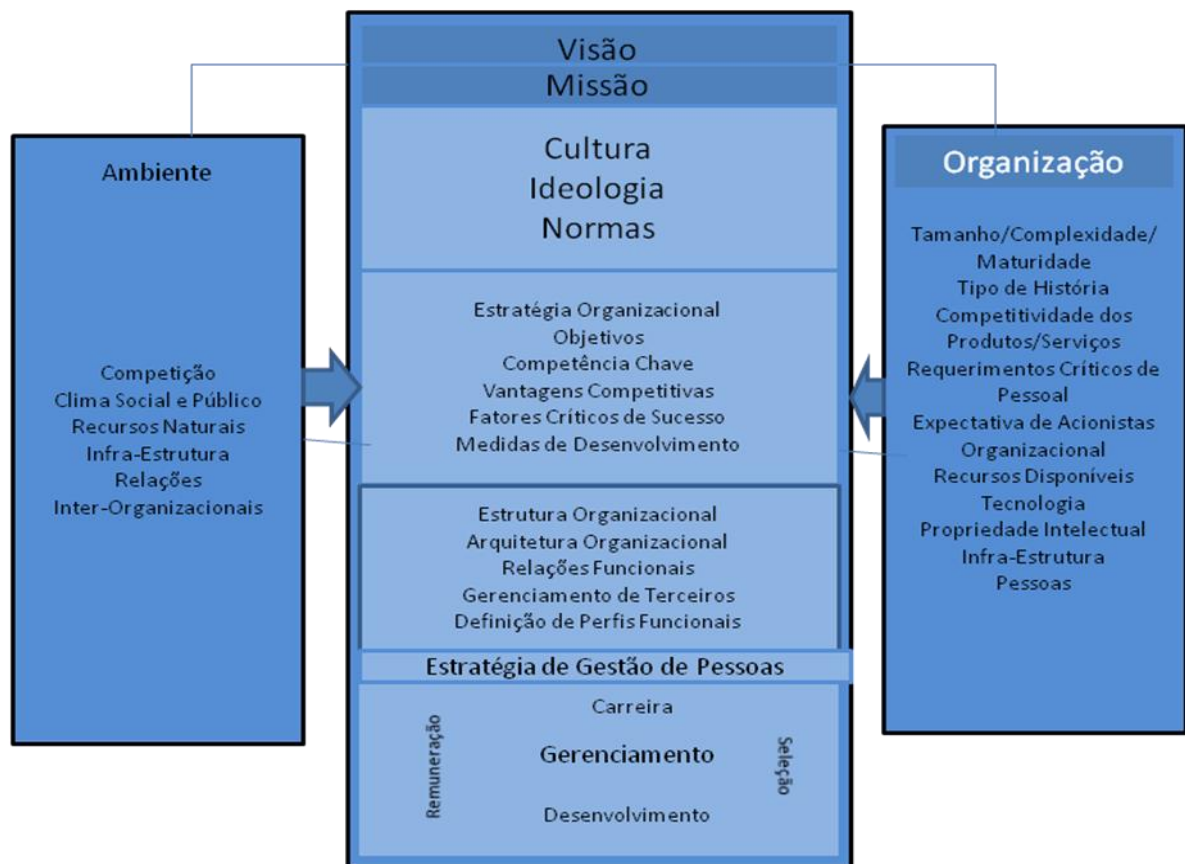 Visão
Missão
Cultura
Ideologia
Normas
Estratégia Organizacional
Objetivos
Competência Chave
Vantagens Competitivas
Fatores Críticos de Sucesso
Medidas de Desenvolvimento
Estrutura Organizacional
Arquitetura Organizacional
Relações Funcionais
Gerenciamento de Terceiros
Definição de Perfis Funcionais
Estratégia de Gestão de Pessoas
Carreira
Remuneração
Gerenciamento
Seleção
Desenvolvimento
Ambiente
Competição
Clima Social e Público
Recursos Naturais
Infra-Estrutura
Relações
Inter-Organizacionais
Organização
Tamanho/Complexidade/
Maturidade
Tipo de História
Competitividade dos
Produtos/Serviços
Requerimentos Críticos de
Pessoal
Expectativa de Acionistas
Organizacional
Recursos Disponíveis
Tecnologia
Propriedade Intelectual
Infra-Estrutura
Pessoas